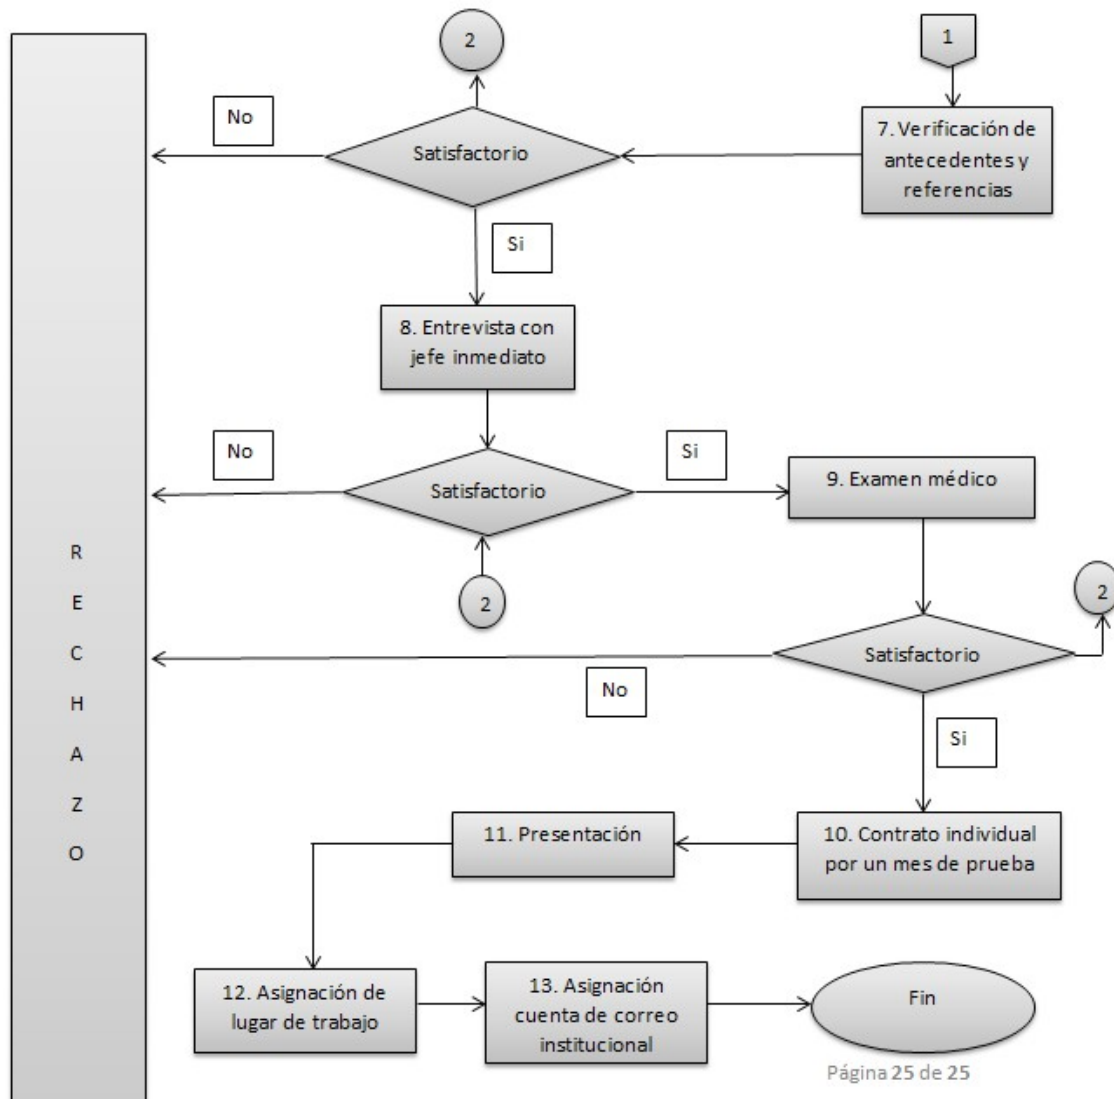 2
1
No
Satisfactorio
7. Verificación de
antecedentes y
referencias
Si
8. Entrevista con
jefe inmediato
No
Si
Satisfactorio
9. Examen médico
2
2
Satisfactorio
No
Si
R
E
C
H
A
Z
O
11. Presentación
10. Contrato individual
por un mes de prueba
12. Asignación de
lugar de trabajo
13. Asignación
cuenta de correo
institucional
Fin
Página 25 de 25